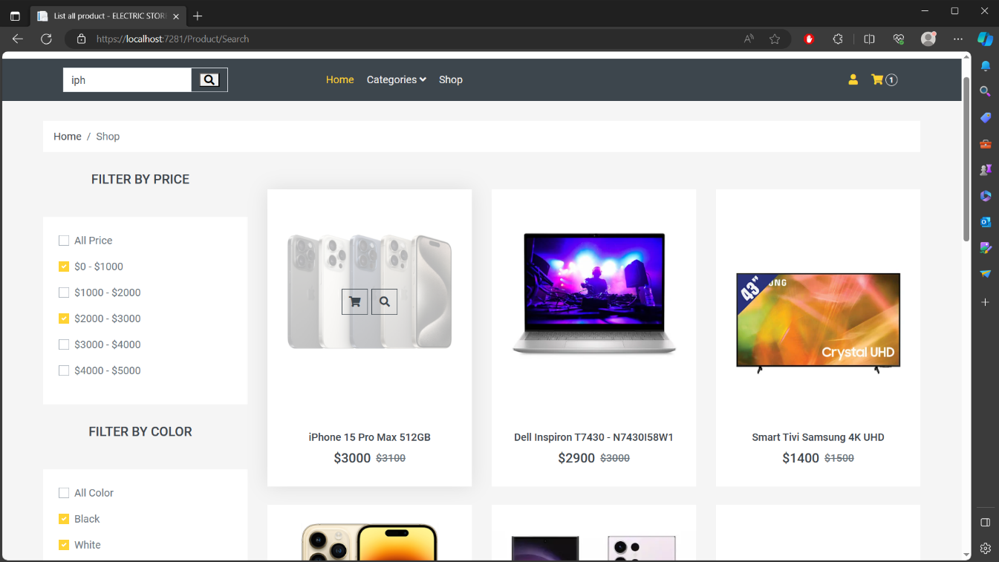 List all product - ELECTRIC STOR
https://localhost:7281/Product/Search
iph
Home Categories Shop
1
Home / Shop
FILTER BY PRICE
All Price
$0 - $1000
$1000 - $2000
$2000 - $3000
$3000 - $4000
$4000 - $5000
FILTER BY COLOR
All Color
Black
White
iPhone 15 Pro Max 512GB
$3000 $3100
Dell Inspiron T7430 - N7430I58W1
$2900 $3000
43”
UNG
Crystal UHD
Smart Tivi Samsung 4K UHD
$1400 $1500